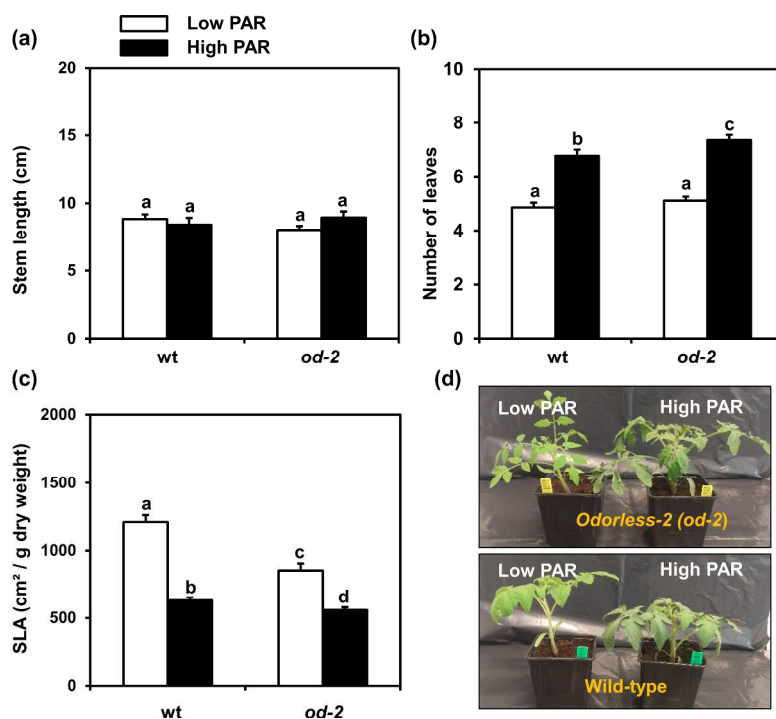 (a)
Low PAR
High PAR
Stem length (cm)
20
15
10
5
0
a
a
a
a
wt
od-2
(b)
Number of leaves
10
8
6
4
2
0
a
b
a
c
wt
od-2
(c)
SLA (cm² / g dry weight)
2000
1500
1000
500
0
a
b
c
d
wt
od-2
(d)
Low PAR
High PAR
Odorless-2 (od-2)
Low PAR
High PAR
Wild-type